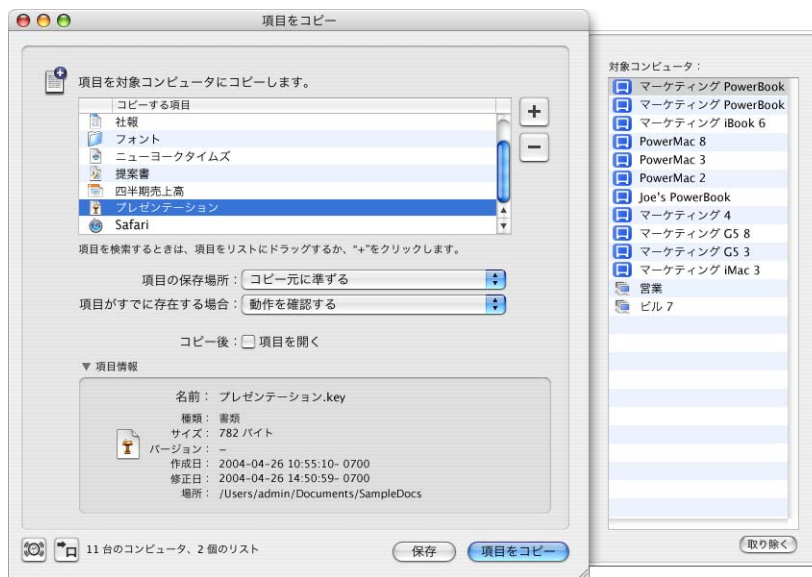 項目をコピー
項目を対象コンピュータにコピーします。
コピーする項目
社報
フォント
ニューヨークタイムズ
提案書
四半期売上高
プレゼンテーション
Safari
項目を検索するときは、項目をリストにドラッグするか、“+”をクリックします。
項目の保存場所： コピー元に準ずる
項目がすでに存在する場合： 動作を確認する
コピー後： 項目を開く
▼ 項目情報
名前： プレゼンテーション.key
種類： 書類
サイズ： 782 バイト
バージョン： –
作成日： 2004-04-26 10:55:10- 0700
修正日： 2004-04-26 14:50:59- 0700
場所： /Users/admin/Documents/SampleDocs
11 台のコンピュータ、2 個のリスト
保存
項目をコピー
対象コンピュータ：
マーケティング PowerBook
マーケティング PowerBook
マーケティング iBook 6
PowerMac 8
PowerMac 3
PowerMac 2
Joe's PowerBook
マーケティング 4
マーケティング G5 8
マーケティング G5 3
マーケティング iMac 3
営業
ビル 7
取り除く